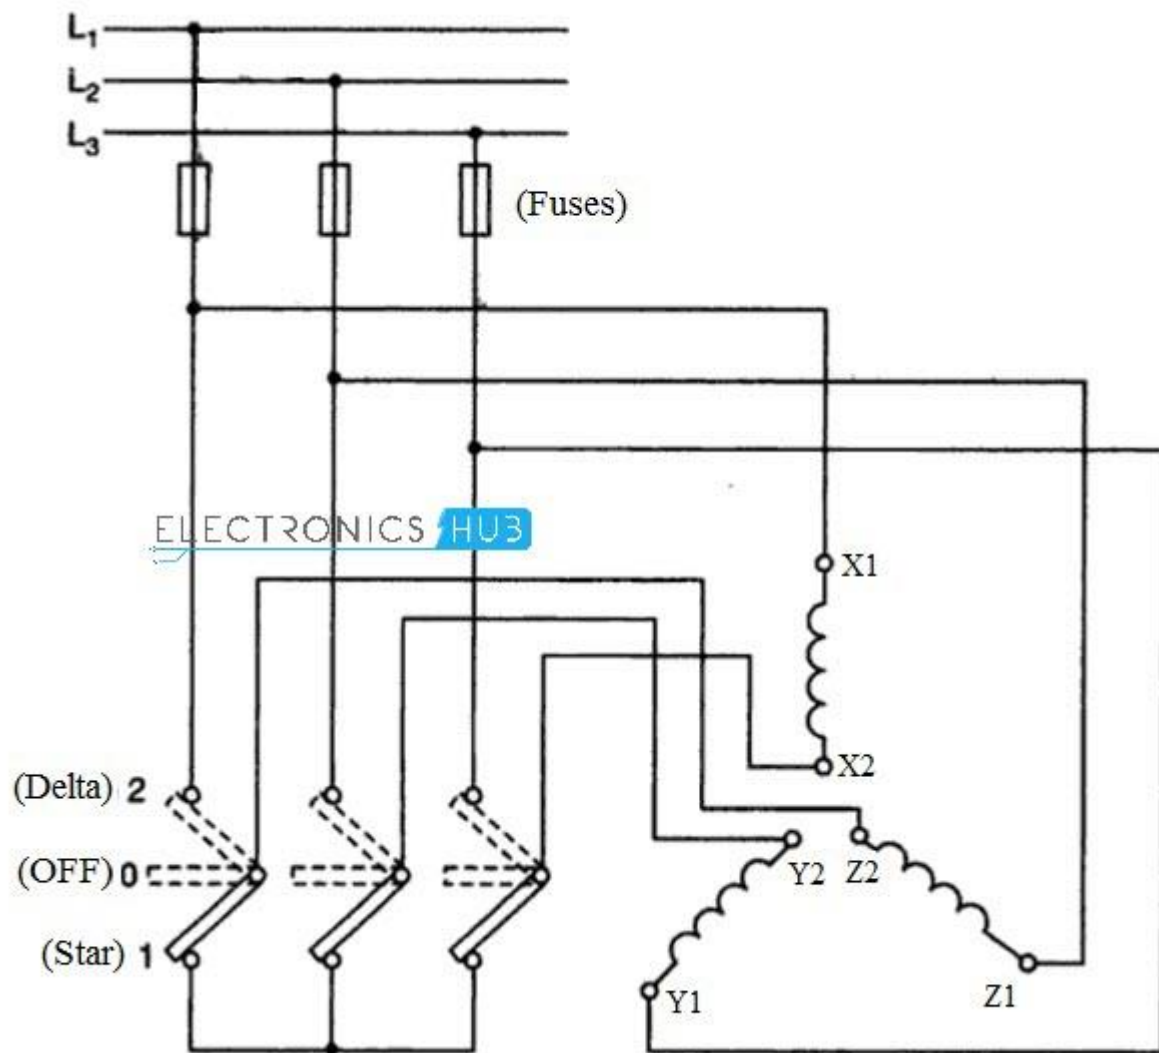 L1
L2
L3
(Fuses)
ELECTRONICS HUB
X1
X2
(Delta) 2
(OFF) 0
Y2 Z2
(Star) 1
Y1
Z1